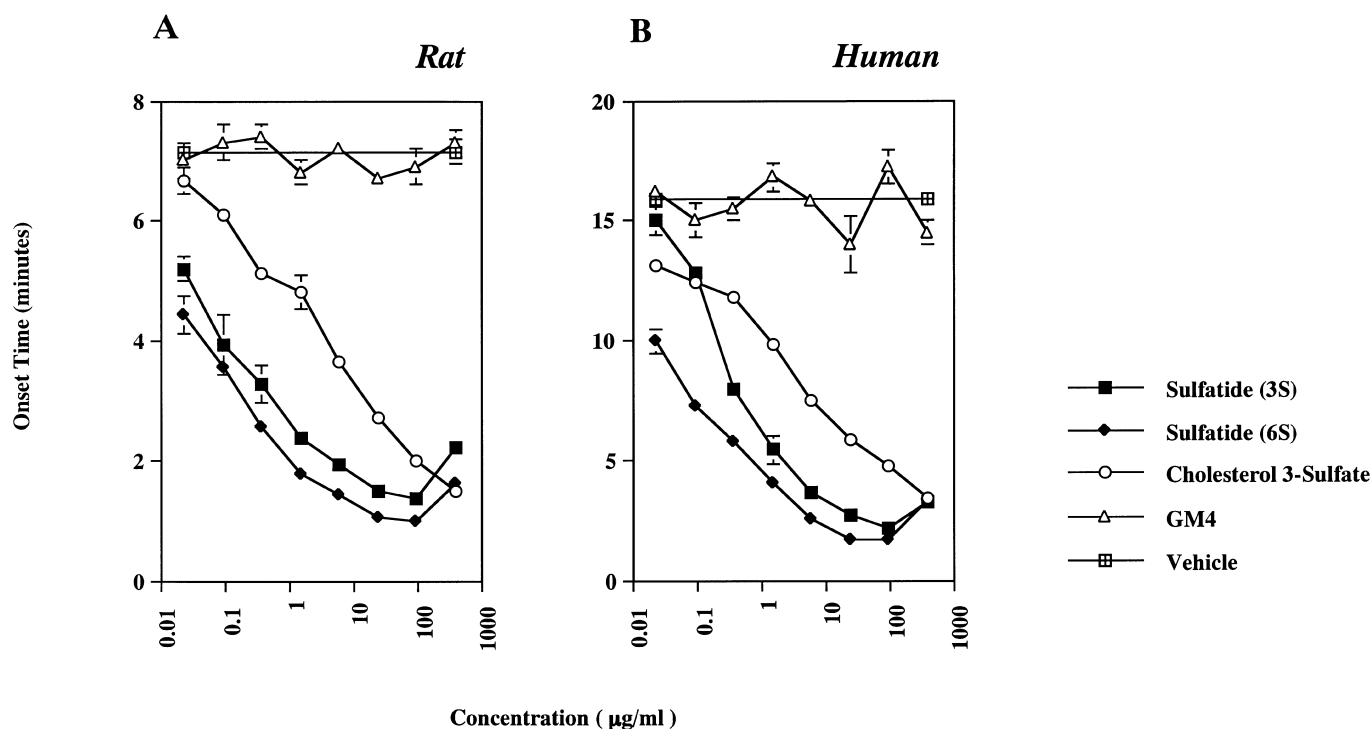 A
Rat
B
Human
Onset Time (minutes)
8
6
4
2
0
0.01
0.1
1
10
100
1000
20
15
10
5
0
0.01
0.1
1
10
100
1000
Sulfatide (3S)
Sulfatide (6S)
Cholesterol 3-Sulfate
GM4
Vehicle
Concentration ( μg/ml )